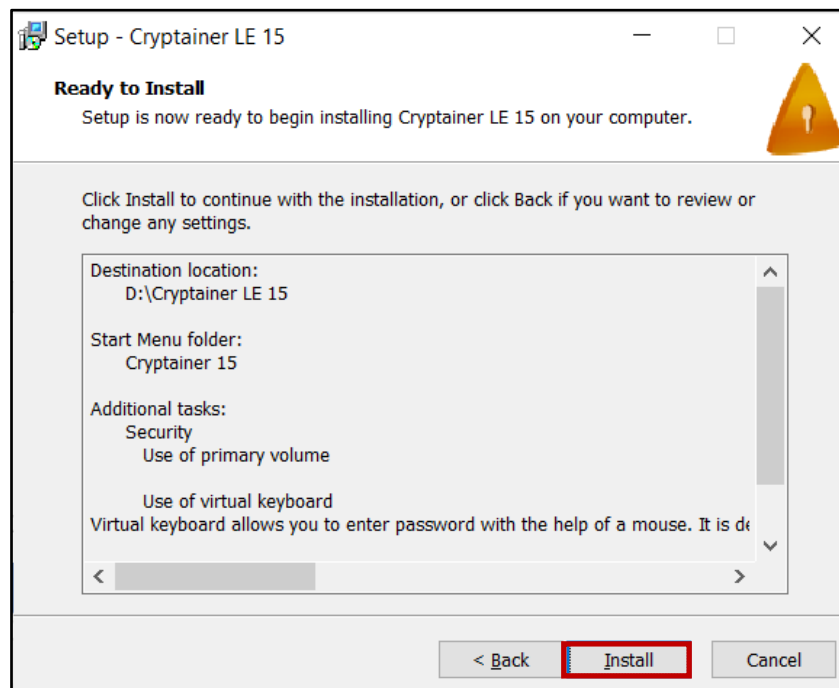 Setup - Cryptainer LE 15
Ready to Install
Setup is now ready to begin installing Cryptainer LE 15 on your computer.
Click Install to continue with the installation, or click Back if you want to review or
change any settings.
Destination location:
D:\Cryptainer LE 15
Start Menu folder:
Cryptainer 15
Additional tasks:
Security
Use of primary volume
Use of virtual keyboard
Virtual keyboard allows you to enter password with the help of a mouse. It is
< Back
Install
Cancel